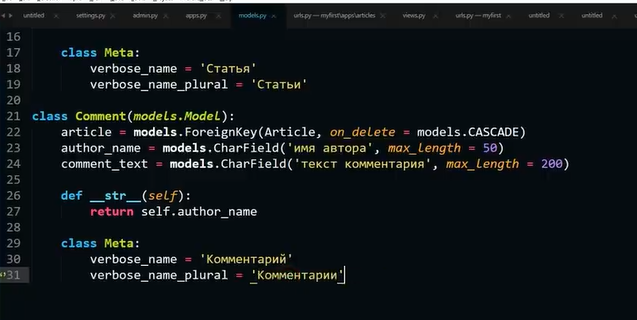 untitled settings.py admin.py apps.py models.py urls.py — myfirst\apps\articles views.py urls.py — myfirst untitled untitled
16
17 class Meta:
18 verbose_name = 'Статья'
19 verbose_name_plural = 'Статьи'
20
21 class Comment(models.Model):
22 article = models.ForeignKey(Article, on_delete = models.CASCADE)
23 author_name = models.CharField('имя автора', max_length = 50)
24 comment_text = models.CharField('текст комментария', max_length = 200)
25
26 def __str__(self):
27 return self.author_name
28
29 class Meta:
30 verbose_name = 'Комментарий'
31 verbose_name_plural = 'Комментарии'